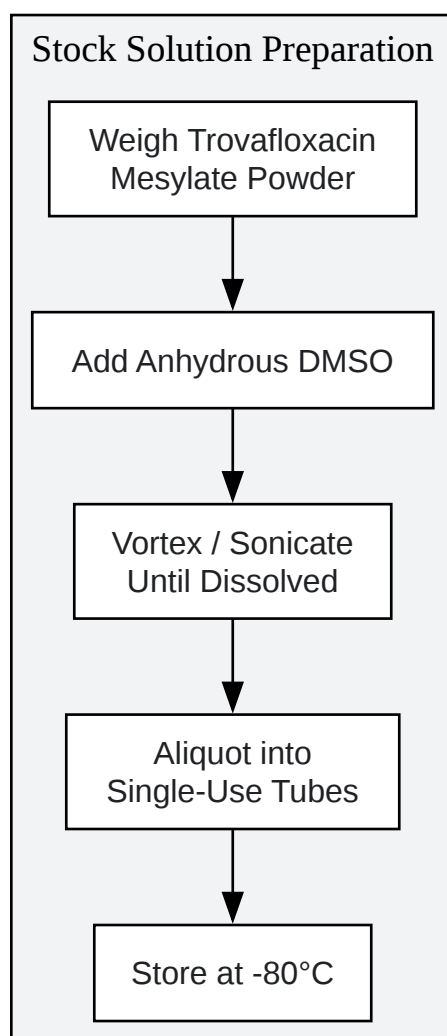 Stock Solution Preparation
Weigh Trovafloxacin
Mesylate Powder
Add Anhydrous DMSO
Vortex / Sonicate
Until Dissolved
Aliquot into
Single-Use Tubes
Store at -80°C